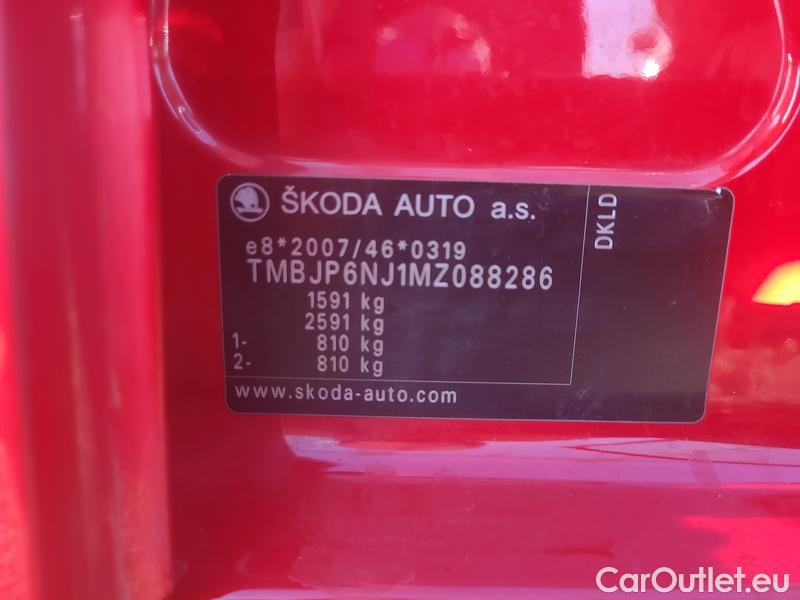 ŠKODA AUTO a.s.
e8*2007/46*0319
TMBJP6NJ1MZ088286
1591 kg
2591 kg
1- 810 kg
2- 810 kg
www.skoda-auto.com
DKLD
CarOutlet.eu